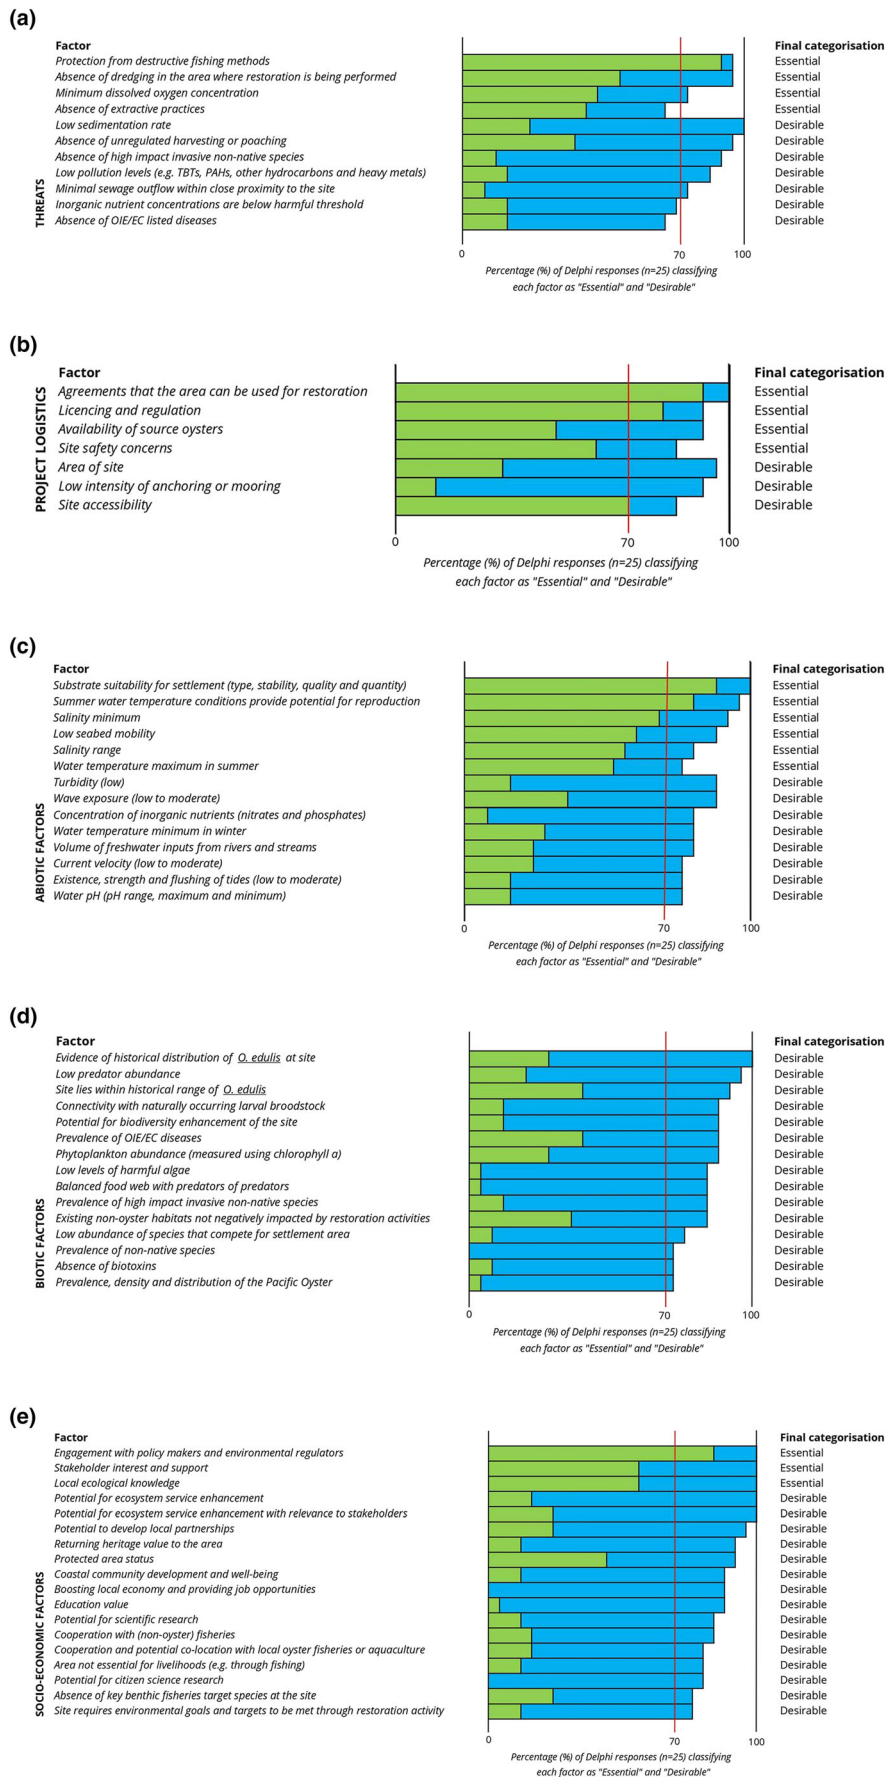 (a)
Factor
Final categorisation
Protection from destructive fishing methods
Essential
Absence of dredging in the area where restoration is being performed
Essential
Minimum dissolved oxygen concentration
Essential
Absence of extractive practices
Essential
Low sedimentation rate
Desirable
Absence of unregulated harvesting or poaching
Desirable
Absence of high impact invasive non-native species
Desirable
Low pollution levels (e.g. TBTs, PAHs, other hydrocarbons and heavy metals)
Desirable
Minimal sewage outflow within close proximity to the site
Desirable
Inorganic nutrient concentrations are below harmful threshold
Desirable
Absence of OIE/EC listed diseases
Desirable
THREATS
0 70 100
Percentage (%) of Delphi responses (n=25) classifying
each factor as "Essential" and "Desirable"
(b)
Factor
Final categorisation
Agreements that the area can be used for restoration
Essential
Licencing and regulation
Essential
Availability of source oysters
Essential
Site safety concerns
Essential
Area of site
Desirable
Low intensity of anchoring or mooring
Desirable
Site accessibility
Desirable
PROJECT LOGISTICS
0 70 100
Percentage (%) of Delphi responses (n=25) classifying
each factor as "Essential" and "Desirable"
(c)
Factor
Final categorisation
Substrate suitability for settlement (type, stability, quality and quantity)
Essential
Summer water temperature conditions provide potential for reproduction
Essential
Salinity minimum
Essential
Low seabed mobility
Essential
Salinity range
Essential
Water temperature maximum in summer
Essential
Turbidity (low)
Desirable
Wave exposure (low to moderate)
Desirable
Concentration of inorganic nutrients (nitrates and phosphates)
Desirable
Water temperature minimum in winter
Desirable
Volume of freshwater inputs from rivers and streams
Desirable
Current velocity (low to moderate)
Desirable
Existence, strength and flushing of tides (low to moderate)
Desirable
Water pH (pH range, maximum and minimum)
Desirable
ABIOTIC FACTORS
0 70 100
Percentage (%) of Delphi responses (n=25) classifying
each factor as "Essential" and "Desirable"
(d)
Factor
Final categorisation
Evidence of historical distribution of O. edulis at site
Desirable
Low predator abundance
Desirable
Site lies within historical range of O. edulis
Desirable
Connectivity with naturally occurring larval broodstock
Desirable
Potential for biodiversity enhancement of the site
Desirable
Prevalence of OIE/EC diseases
Desirable
Phytoplankton abundance (measured using chlorophyll a)
Desirable
Low levels of harmful algae
Desirable
Balanced food web with predators of predators
Desirable
Prevalence of high impact invasive non-native species
Desirable
Existing non-oyster habitats not negatively impacted by restoration activities
Desirable
Low abundance of species that compete for settlement area
Desirable
Prevalence of non-native species
Desirable
Absence of biotoxins
Desirable
Prevalence, density and distribution of the Pacific Oyster
Desirable
BIOTIC FACTORS
0 70 100
Percentage (%) of Delphi responses (n=25) classifying
each factor as "Essential" and "Desirable"
(e)
Factor
Final categorisation
Engagement with policy makers and environmental regulators
Essential
Stakeholder interest and support
Essential
Local ecological knowledge
Essential
Potential for ecosystem service enhancement
Desirable
Potential for ecosystem service enhancement with relevance to stakeholders
Desirable
Potential to develop local partnerships
Desirable
Returning heritage value to the area
Desirable
Protected area status
Desirable
Coastal community development and well-being
Desirable
Boosting local economy and providing job opportunities
Desirable
Education value
Desirable
Potential for scientific research
Desirable
Cooperation with (non-oyster) fisheries
Desirable
Cooperation and potential co-location with local oyster fisheries or aquaculture
Desirable
Area not essential for livelihoods (e.g. through fishing)
Desirable
Potential for citizen science research
Desirable
Absence of key benthic fisheries target species at the site
Desirable
Site requires environmental goals and targets to be met through restoration activity
Desirable
SOCIO-ECONOMIC FACTORS
0 70 100
Percentage (%) of Delphi responses (n=25) classifying
each factor as "Essential" and "Desirable"